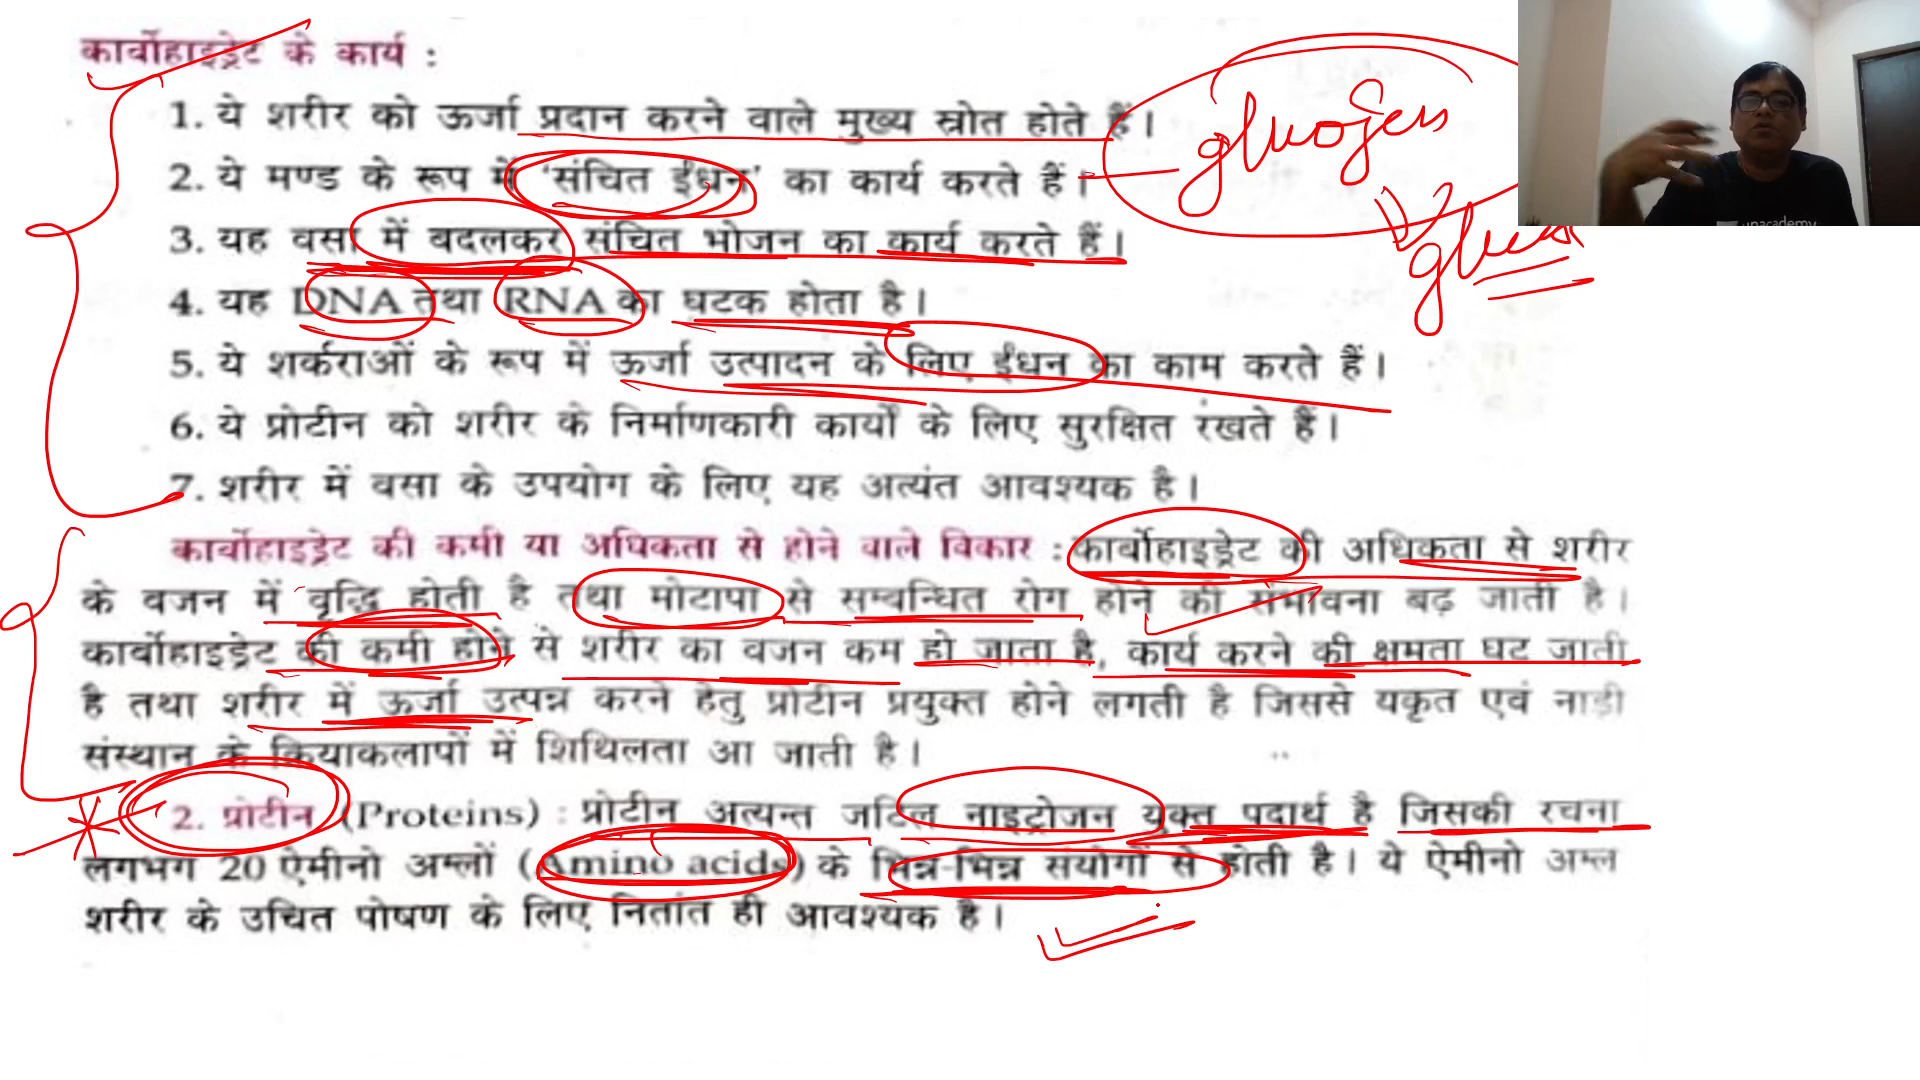 कार्बोहाइड्रेट के कार्य :
1. ये शरीर को ऊर्जा प्रदान करने वाले मुख्य स्रोत होते हैं।
2. ये मण्ड के रूप में 'संचित ईंधन' का कार्य करते हैं।
3. यह वसा में बदलकर संचित भोजन का कार्य करते हैं।
4. यह DNA तथा RNA का घटक होता है।
5. ये शर्कराओं के रूप में ऊर्जा उत्पादन के लिए ईंधन का काम करते हैं।
6. ये प्रोटीन को शरीर के निर्माणकारी कार्यों के लिए सुरक्षित रखते हैं।
7. शरीर में वसा के उपयोग के लिए यह अत्यंत आवश्यक है।
कार्बोहाइड्रेट की कमी या अधिकता से होने वाले विकार : कार्बोहाइड्रेट की अधिकता से शरीर
के वजन में वृद्धि होती है तथा मोटापा से सम्बन्धित रोग होने की संभावना बढ़ जाती है।
कार्बोहाइड्रेट की कमी होने से शरीर का वजन कम हो जाता है, कार्य करने की क्षमता घट जाती
है तथा शरीर में ऊर्जा उत्पन्न करने हेतु प्रोटीन प्रयुक्त होने लगती है जिससे यकृत एवं नाड़ी
संस्थान के क्रियाकलापों में शिथिलता आ जाती है।
2. प्रोटीन (Proteins) : प्रोटीन अत्यन्त जटिल नाइट्रोजन युक्त पदार्थ है जिसकी रचना
लगभग 20 ऐमीनो अम्लों (Amino acids) के भिन्न-भिन्न संयोगों से होती है। ये ऐमीनो अम्ल
शरीर के उचित पोषण के लिए नितांत ही आवश्यक है।
unacademy